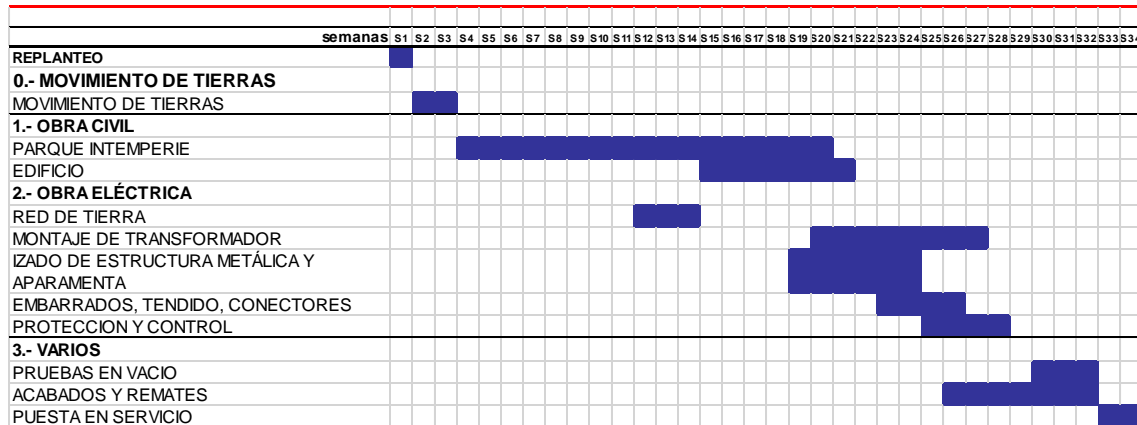 semanas S1 S2 S3 S4 S5 S6 S7 S8 S9 S10 S11 S12 S13 S14 S15 S16 S17 S18 S19 S20 S21 S22 S23 S24 S25 S26 S27 S28 S29 S30 S31 S32 S33 S34
REPLANTEO
0.- MOVIMIENTO DE TIERRAS
MOVIMIENTO DE TIERRAS
1.- OBRA CIVIL
PARQUE INTEMPERIE
EDIFICIO
2.- OBRA ELÉCTRICA
RED DE TIERRA
MONTAJE DE TRANSFORMADOR
IZADO DE ESTRUCTURA METÁLICA Y
APARAMENTA
EMBARRADOS, TENDIDO, CONECTORES
PROTECCION Y CONTROL
3.- VARIOS
PRUEBAS EN VACIO
ACABADOS Y REMATES
PUESTA EN SERVICIO